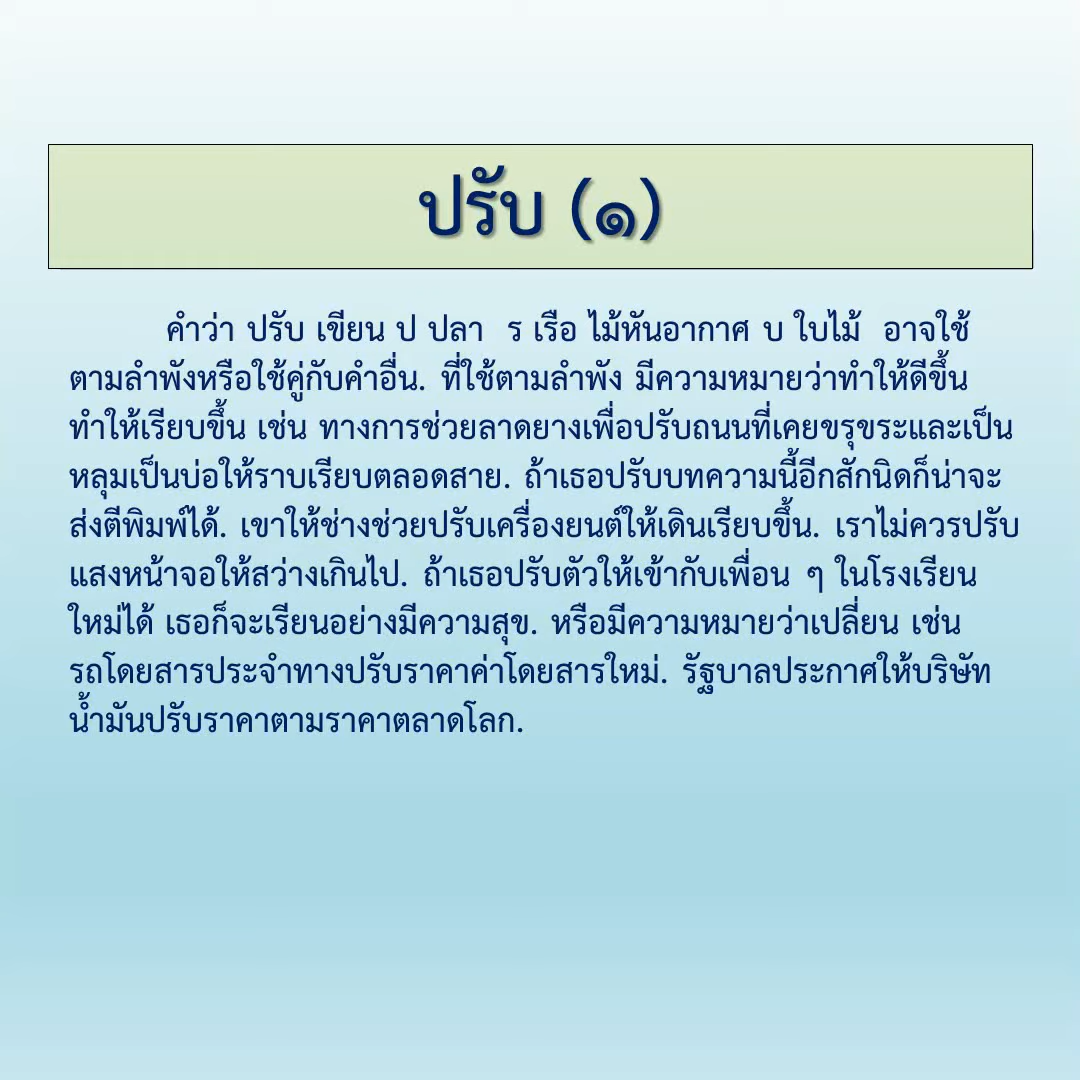 ปรับ (๑)
คำว่า ปรับ เขียน ป ปลา ร เรือ ไม้หันอากาศ บ ใบไม้ อาจใช้
ตามลำพังหรือใช้คู่กับคำอื่น. ที่ใช้ตามลำพัง มีความหมายว่าทำให้ดีขึ้น
ทำให้เรียบขึ้น เช่น ทางการช่วยลาดยางเพื่อปรับถนนที่เคยขรุขระและเป็น
หลุมเป็นบ่อให้ราบเรียบตลอดสาย. ถ้าเธอปรับบทความนี้อีกสักนิดก็น่าจะ
ส่งตีพิมพ์ได้. เขาให้ช่างช่วยปรับเครื่องยนต์ให้เดินเรียบขึ้น. เราไม่ควรปรับ
แสงหน้าจอให้สว่างเกินไป. ถ้าเธอปรับตัวให้เข้ากับเพื่อน ๆ ในโรงเรียน
ใหม่ได้ เธอก็จะเรียนอย่างมีความสุข. หรือมีความหมายว่าเปลี่ยน เช่น
รถโดยสารประจำทางปรับราคาค่าโดยสารใหม่. รัฐบาลประกาศให้บริษัท
น้ำมันปรับราคาตามราคาตลาดโลก.